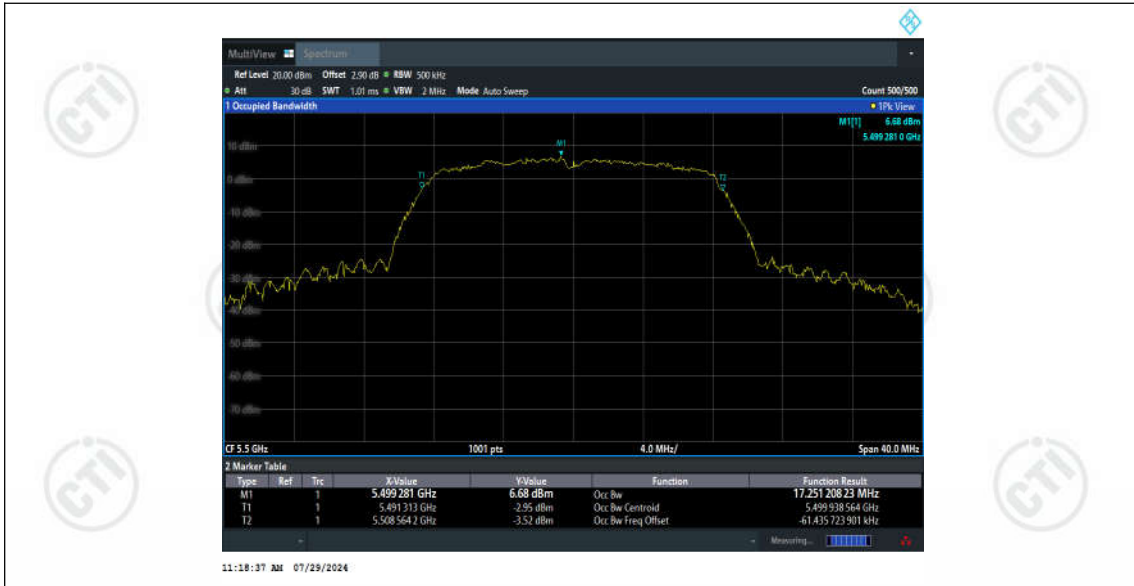 MultiView Spectrum
Ref Level 20.00 dBm Offset 2.90 dB RBW 500 kHz
Att 30 dB SWT 1.01 ms VBW 2 MHz Mode Auto Sweep Count 500/500
1 Occupied Bandwidth 1Pk View
M1[1] 6.68 dBm
5.499 281 0 GHz
M1
10 dBm
T1
T2
0 dBm
-10 dBm
-20 dBm
-30 dBm
-40 dBm
-50 dBm
-60 dBm
-70 dBm
CF 5.5 GHz 1001 pts 4.0 MHz/ Span 40.0 MHz
2 Marker Table
Type Ref Trc X-Value Y-Value Function Function Result
M1 1 5.499 281 GHz 6.68 dBm Occ Bw 17.251 208 23 MHz
T1 1 5.491 313 GHz -2.95 dBm Occ Bw Centroid 5.499 938 564 GHz
T2 1 5.508 564 2 GHz -3.52 dBm Occ Bw Freq Offset -61.435 723 901 kHz
Measuring...
11:18:37 AM 07/29/2024
CTI
CTI
CTI
CTI